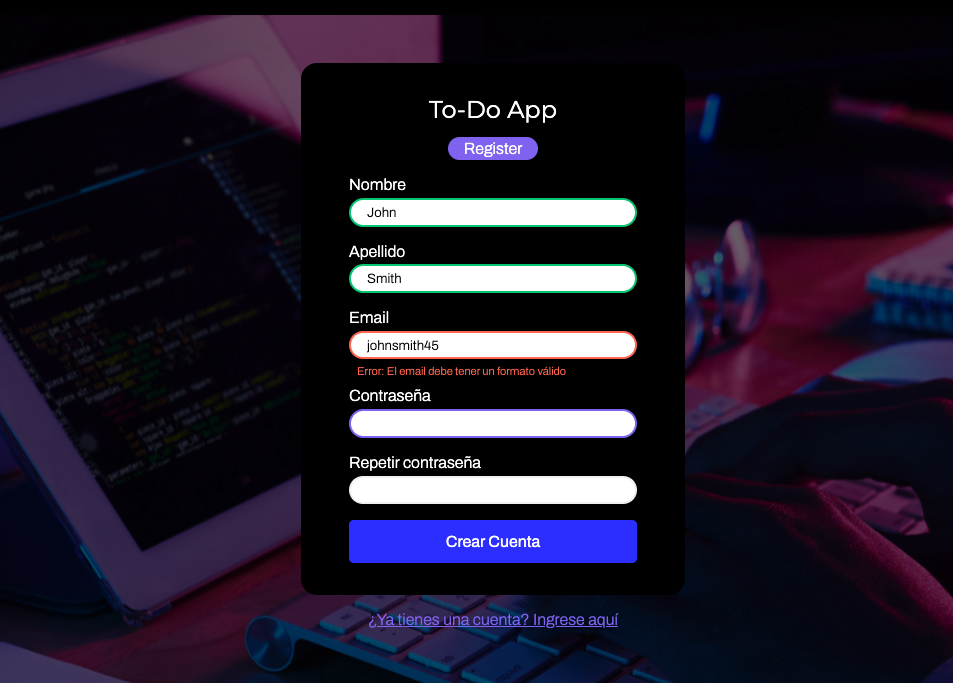 To-Do App
Register
Nombre
John
Apellido
Smith
Email
johnsmith45
Error: El email debe tener un formato válido
Contraseña
Repetir contraseña
Crear Cuenta
¿Ya tienes una cuenta? Ingrese aquí